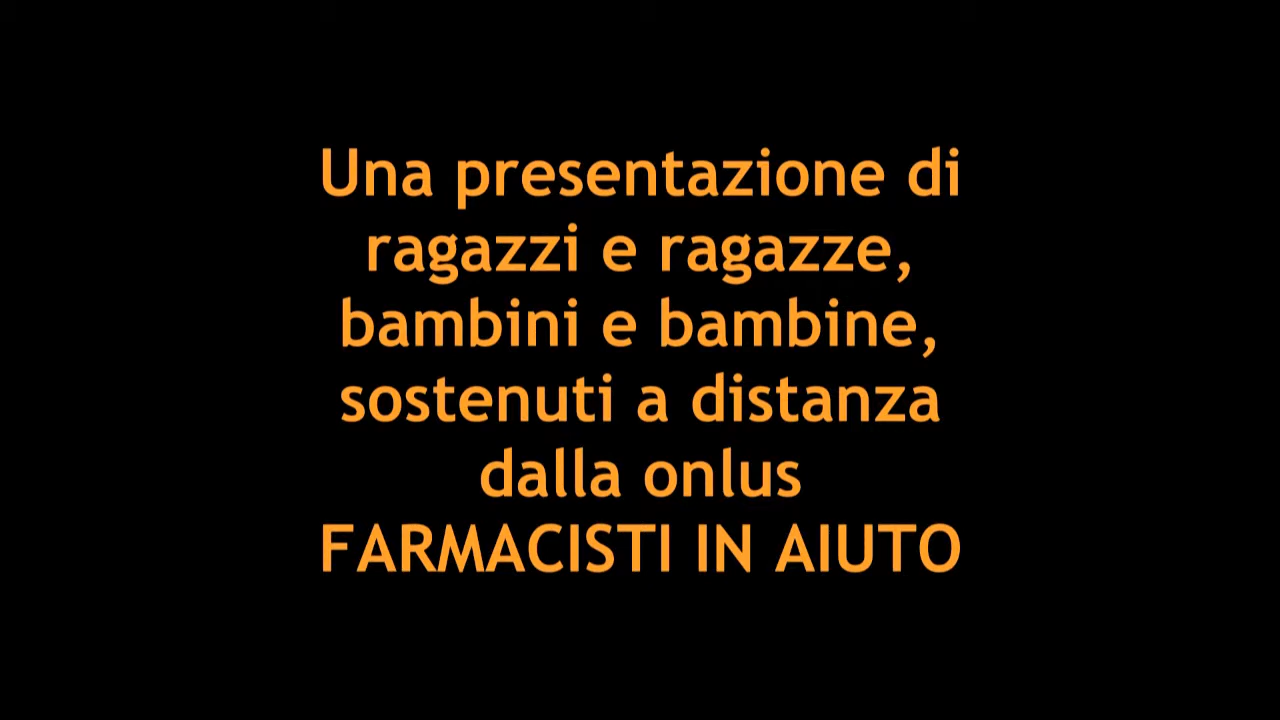 Una presentazione di
ragazzi e ragazze,
bambini e bambine,
sostenuti a distanza
dalla onlus
FARMACISTI IN AIUTO